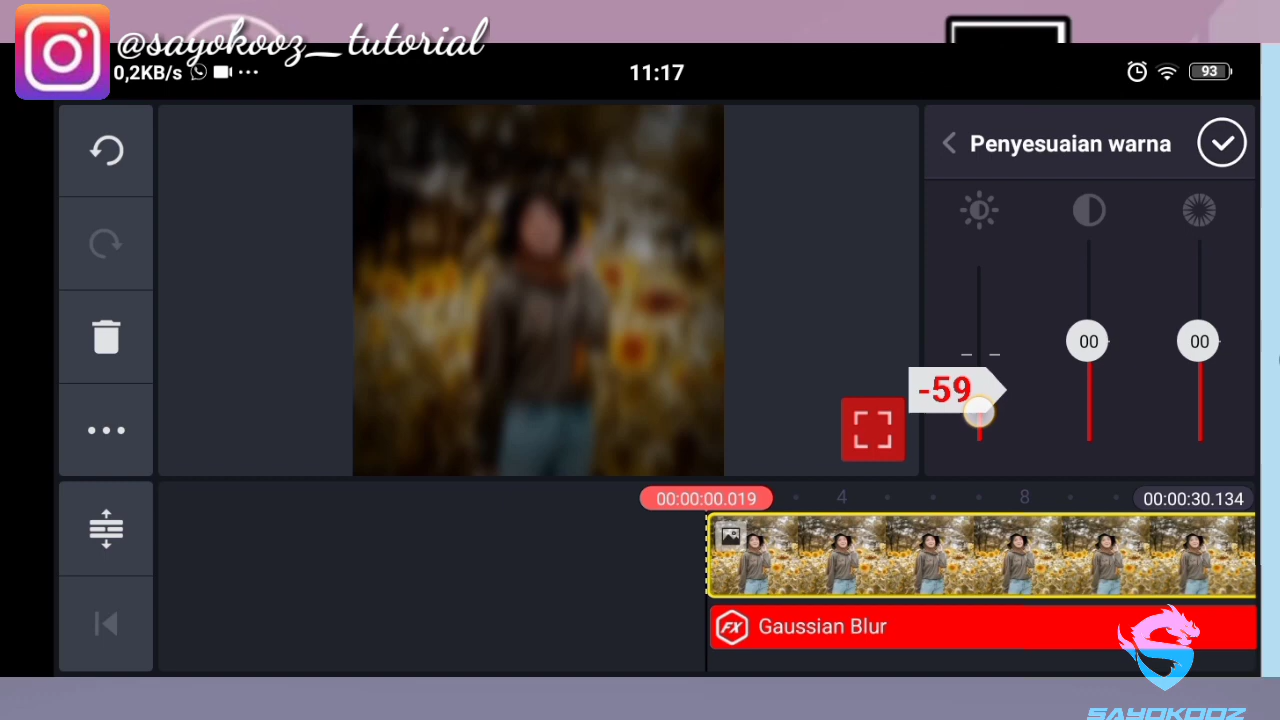 @sayokooz_tutorial
0,2KB/s ... 11:17 93
Penyesuaian warna
00 00
-59
00:00:00.019 4 8 00:00:30.134
FX Gaussian Blur
SAYOKOOZ